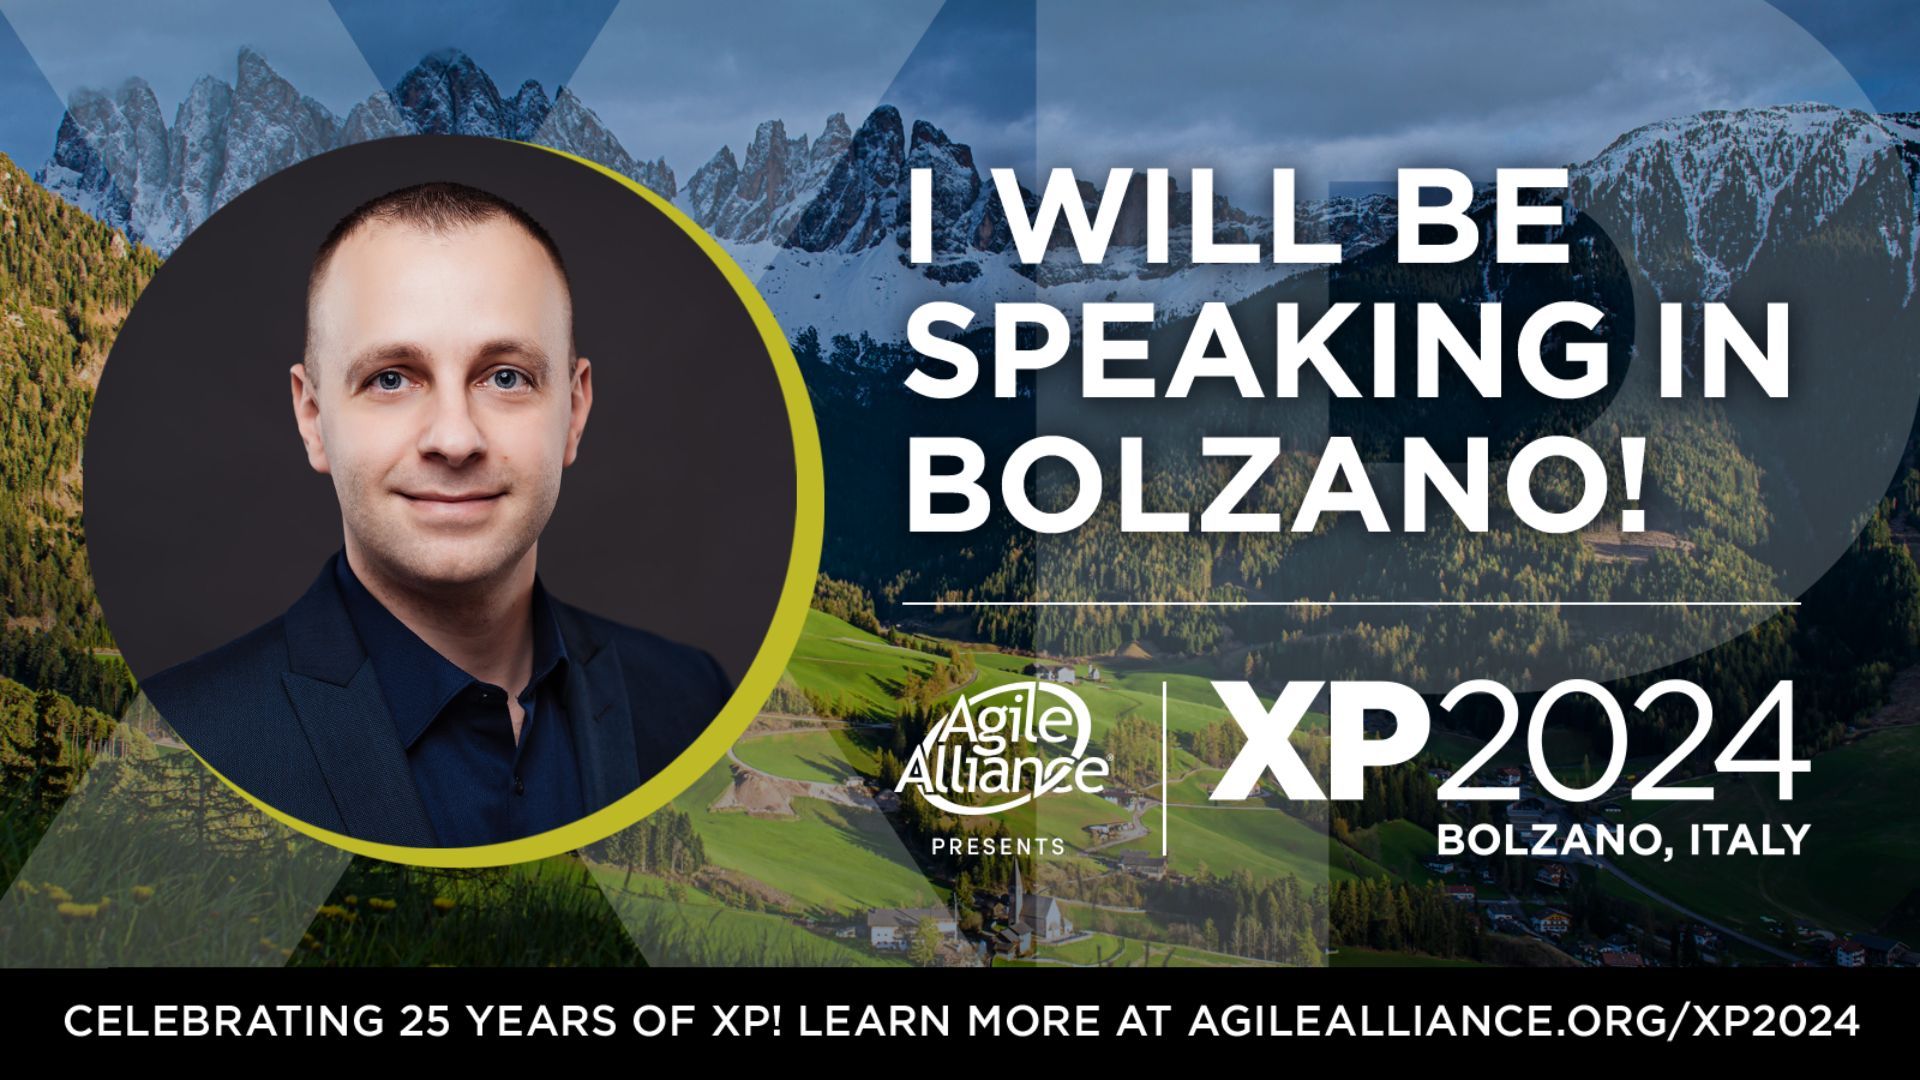 I WILL BE
SPEAKING IN
BOLZANO!
Agile
Alliance®
PRESENTS
XP2024
BOLZANO, ITALY
CELEBRATING 25 YEARS OF XP! LEARN MORE AT AGILEALLIANCE.ORG/XP2024